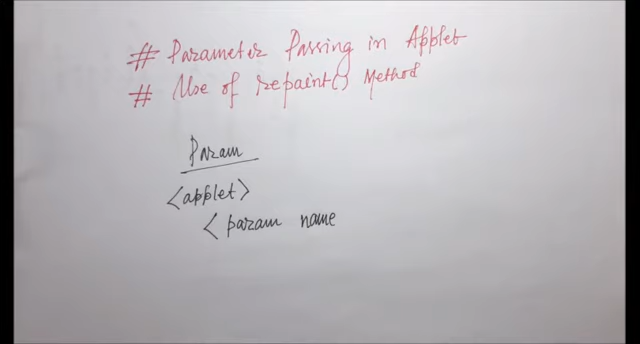 # Parameter Passing in Applet
# Use of repaint() Method
Param
<applet>
< param name